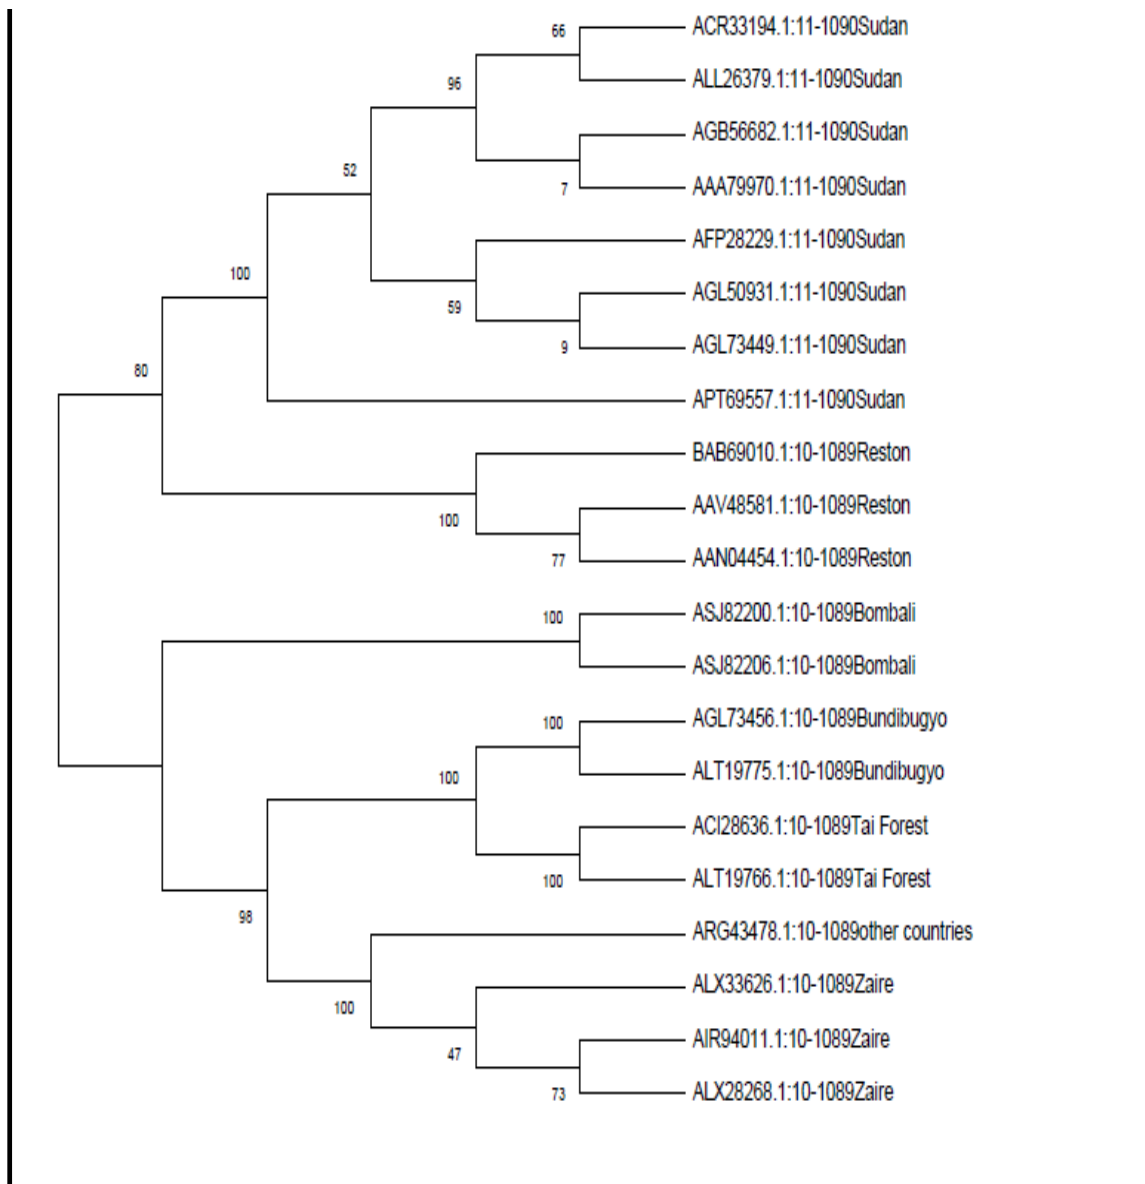 66
ACR33194.1:11-1090Sudan
ALL26379.1:11-1090Sudan
96
AGB56682.1:11-1090Sudan
7
AAA79970.1:11-1090Sudan
52
AFP28229.1:11-1090Sudan
100
AGL50931.1:11-1090Sudan
59
9
AGL73449.1:11-1090Sudan
80
APT69557.1:11-1090Sudan
BAB69010.1:10-1089Reston
AAV48581.1:10-1089Reston
100
77
AAN04454.1:10-1089Reston
100
ASJ82200.1:10-1089Bombali
ASJ82206.1:10-1089Bombali
100
AGL73456.1:10-1089Bundibugyo
100
ALT19775.1:10-1089Bundibugyo
ACI28636.1:10-1089Tai Forest
100
ALT19766.1:10-1089Tai Forest
98
ARG43478.1:10-1089other countries
ALX33626.1:10-1089Zaire
100
AIR94011.1:10-1089Zaire
47
73
ALX28268.1:10-1089Zaire